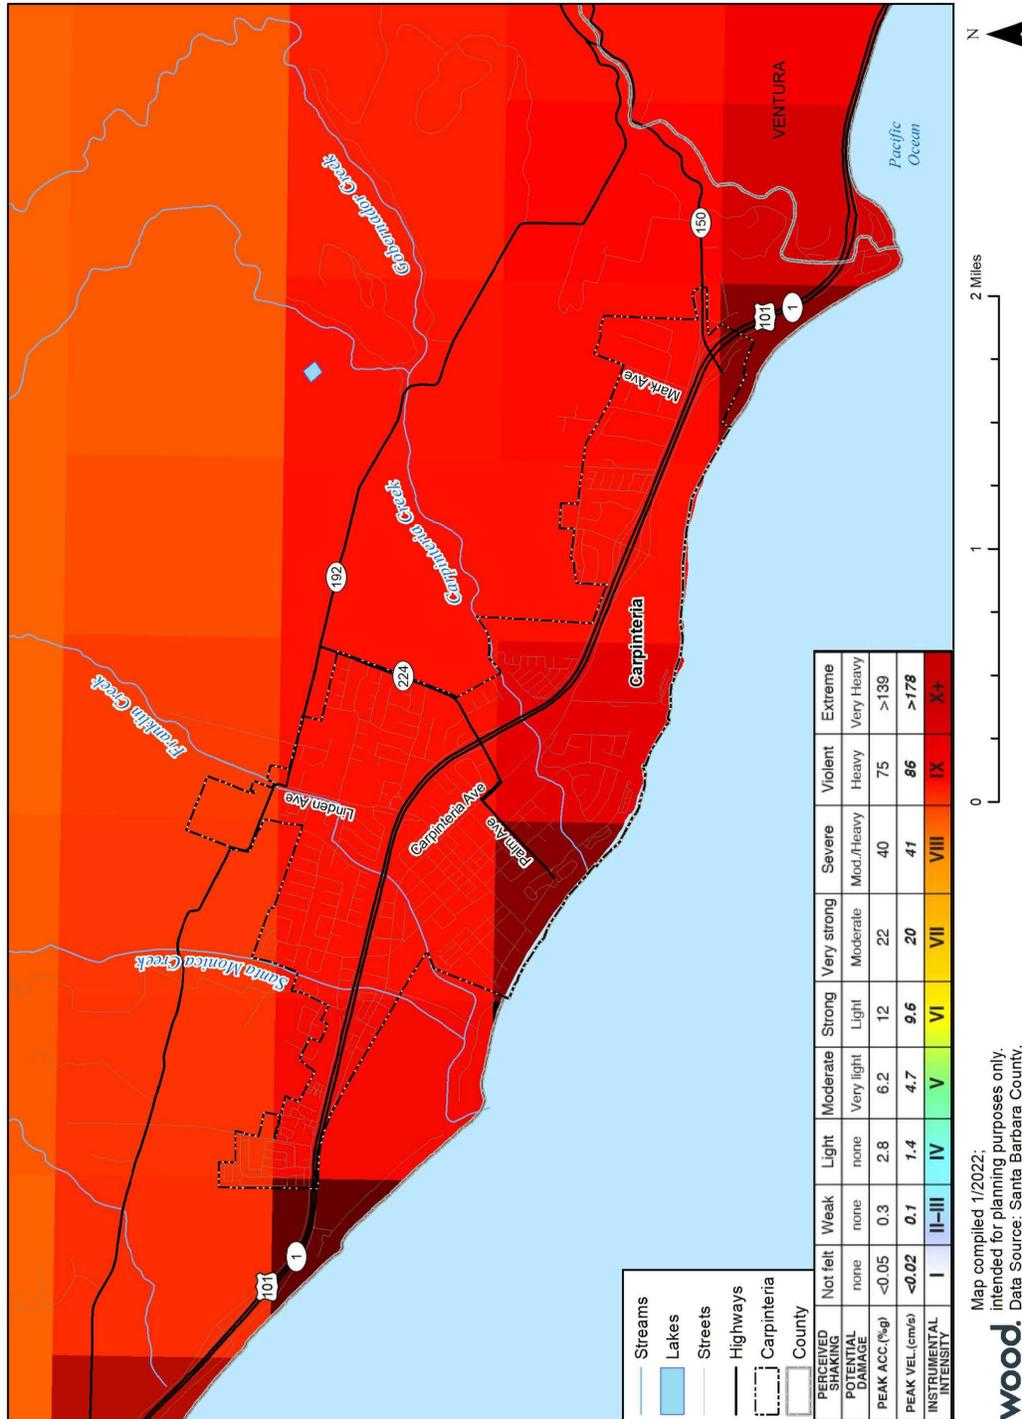 Gobernador Creek
VENTURA
Pacific
Ocean
150
101
1
192
Carpinteria Creek
Mark Ave
224
Carpinteria
Franklin Creek
Linden Ave
Carpinteria Ave
Palm Ave
Santa Monica Creek
101
1
Streams
Lakes
Streets
Highways
Carpinteria
County
PERCEIVED SHAKING Not felt Weak Light Moderate Strong Very strong Severe Violent Extreme
POTENTIAL DAMAGE none none none Very light Light Moderate Mod./Heavy Heavy Very Heavy
PEAK ACC.(%g) <0.05 0.3 2.8 6.2 12 22 40 75 >139
PEAK VEL.(cm/s) <0.02 0.1 1.4 4.7 9.6 20 41 86 >178
INSTRUMENTAL INTENSITY I II–III IV V VI VII VIII IX X+
wood.
Map compiled 1/2022;
intended for planning purposes only.
Data Source: Santa Barbara County,
0 1 2 Miles
N